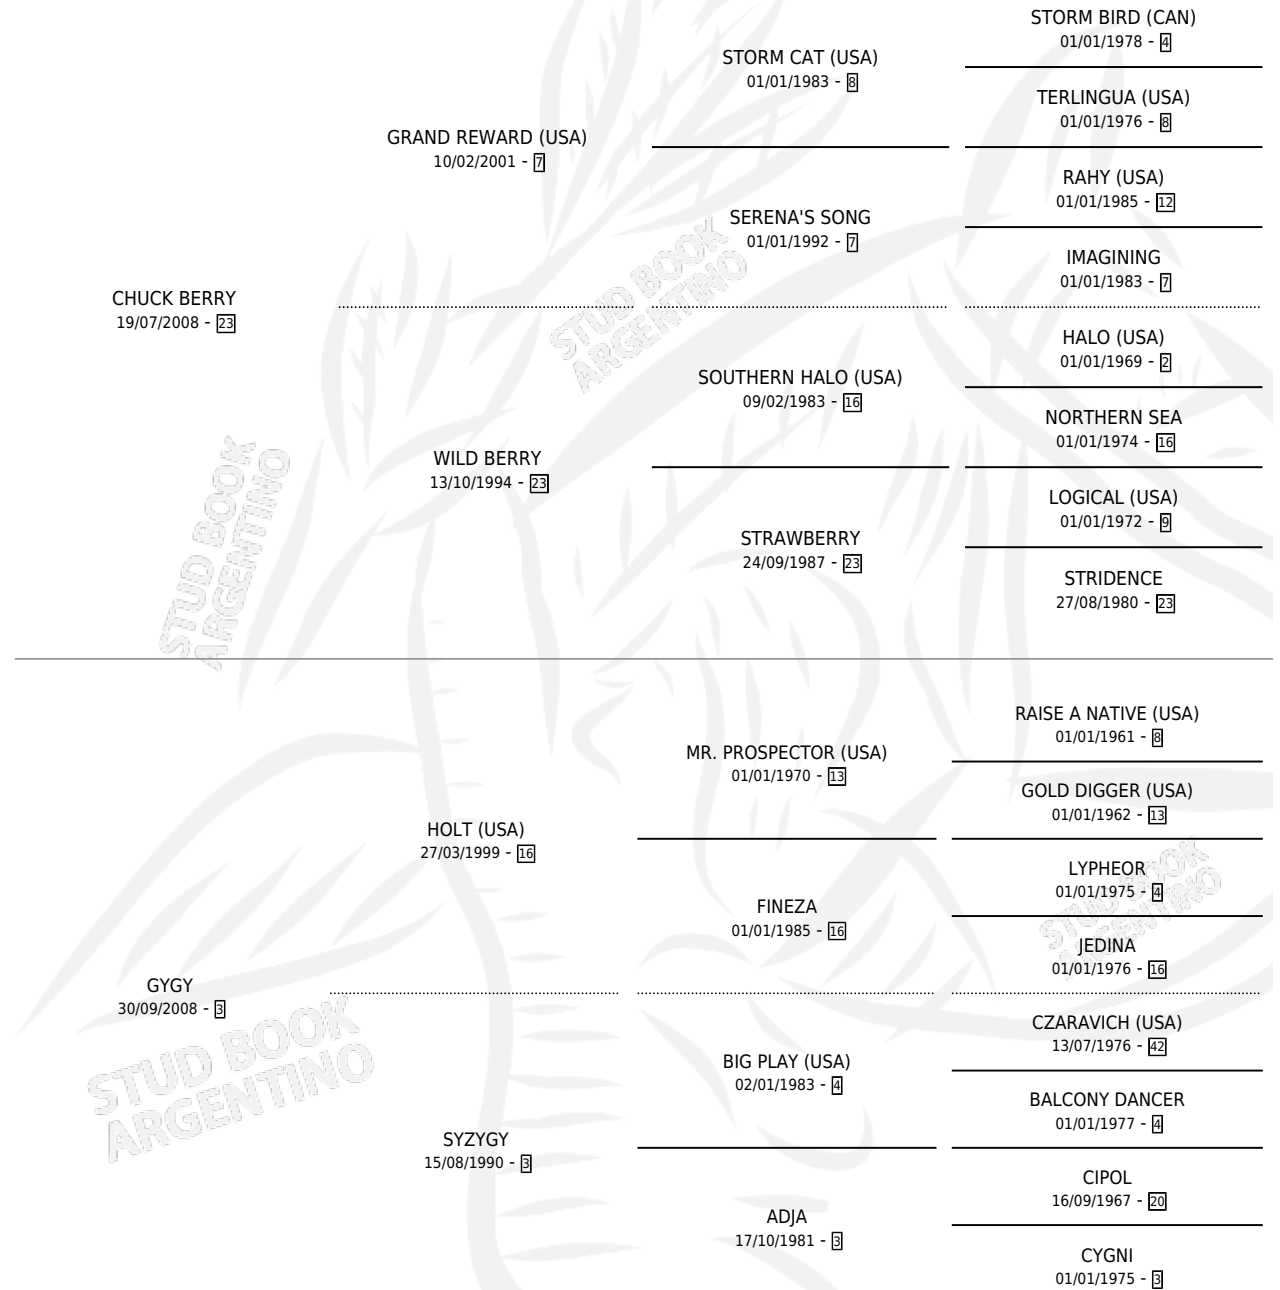 STORM BIRD (CAN)
01/01/1978 - 4
STORM CAT (USA)
01/01/1983 - 8
TERLINGUA (USA)
01/01/1976 - 8
GRAND REWARD (USA)
10/02/2001 - 7
RAHY (USA)
01/01/1985 - 12
SERENA'S SONG
01/01/1992 - 7
IMAGINING
01/01/1983 - 7
CHUCK BERRY
19/07/2008 - 23
HALO (USA)
01/01/1969 - 2
SOUTHERN HALO (USA)
09/02/1983 - 16
NORTHERN SEA
01/01/1974 - 16
WILD BERRY
13/10/1994 - 23
LOGICAL (USA)
01/01/1972 - 9
STRAWBERRY
24/09/1987 - 23
STRIDENCE
27/08/1980 - 23
RAISE A NATIVE (USA)
01/01/1961 - 8
MR. PROSPECTOR (USA)
01/01/1970 - 13
GOLD DIGGER (USA)
01/01/1962 - 13
HOLT (USA)
27/03/1999 - 16
LYPHEOR
01/01/1975 - 4
FINEZA
01/01/1985 - 16
JEDINA
01/01/1976 - 16
GYGY
30/09/2008 - 3
CZARAVICH (USA)
13/07/1976 - 42
BIG PLAY (USA)
02/01/1983 - 4
BALCONY DANCER
01/01/1977 - 4
SYZYGY
15/08/1990 - 3
CIPOL
16/09/1967 - 20
ADJA
17/10/1981 - 3
CYGNI
01/01/1975 - 3
STUD BOOK
ARGENTINO
STUD BOOK
ARGENTINO
STUD BOOK
ARGENTINO
STUD BOOK
ARGENTINO